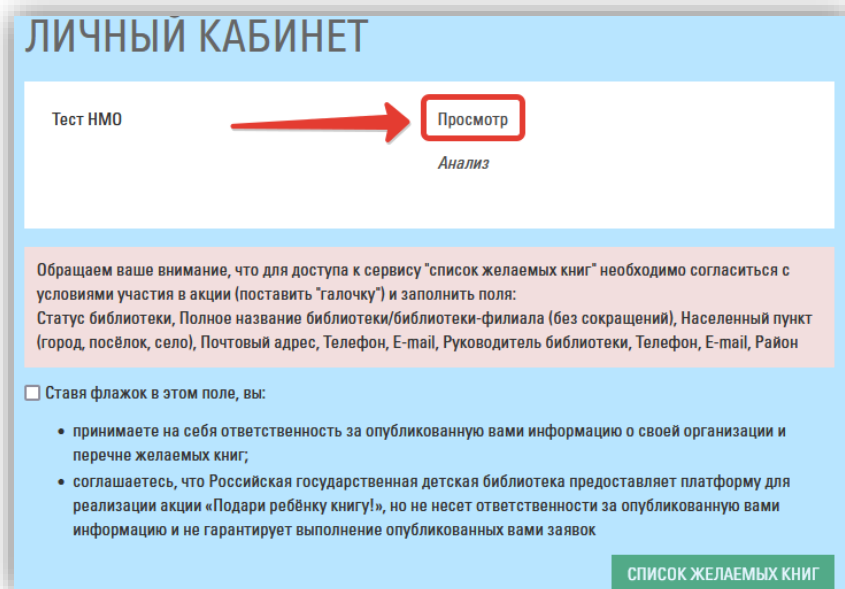 ЛИЧНЫЙ КАБИНЕТ
Тест НМО
Просмотр
Анализ
Обращаем ваше внимание, что для доступа к сервису "список желаемых книг" необходимо согласиться с
условиями участия в акции (поставить "галочку") и заполнить поля:
Статус библиотеки, Полное название библиотеки/библиотеки-филиала (без сокращений), Населенный пункт
(город, посёлок, село), Почтовый адрес, Телефон, E-mail, Руководитель библиотеки, Телефон, E-mail, Район
Ставя флажок в этом поле, вы:
• принимаете на себя ответственность за опубликованную вами информацию о своей организации и
перечне желаемых книг;
• соглашаетесь, что Российская государственная детская библиотека предоставляет платформу для
реализации акции «Подари ребёнку книгу!», но не несет ответственности за опубликованную вами
информацию и не гарантирует выполнение опубликованных вами заявок
СПИСОК ЖЕЛАЕМЫХ КНИГ